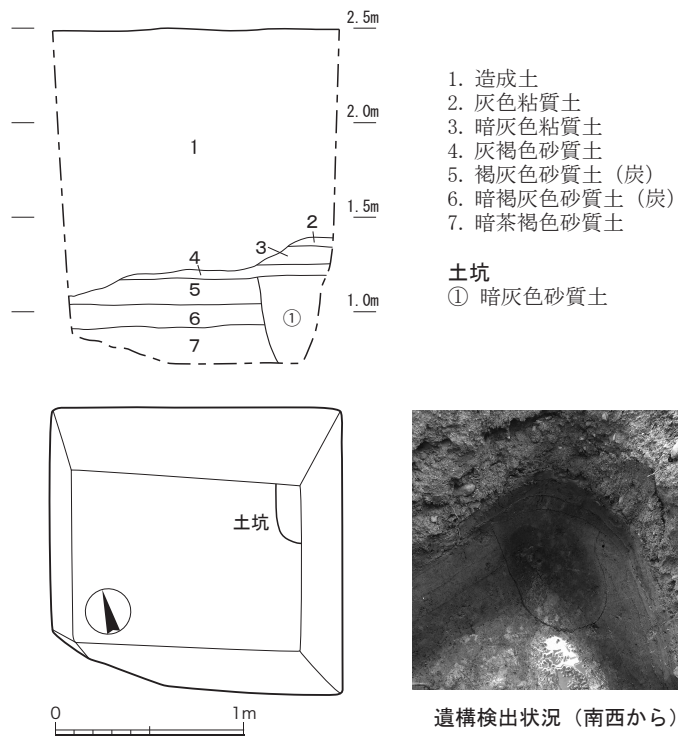 2.5m
2.0m
1.5m
1.0m
1
2
3
4
5
6
7
①
1. 造成土
2. 灰色粘質土
3. 暗灰色粘質土
4. 灰褐色砂質土
5. 褐灰色砂質土（炭）
6. 暗褐灰色砂質土（炭）
7. 暗茶褐色砂質土
土坑
① 暗灰色砂質土
土坑
0 1m
遺構検出状況（南西から）